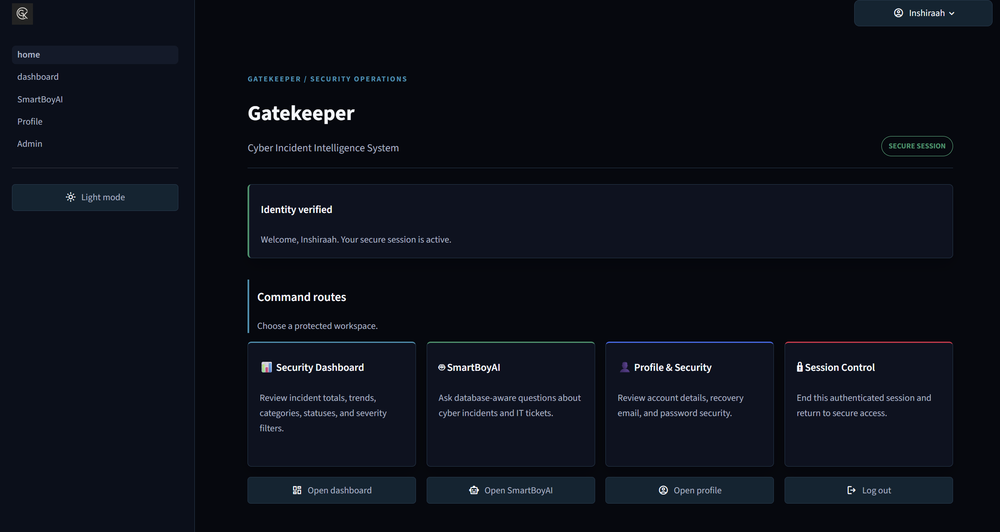 GK
Inshiraah
home
dashboard
SmartBoyAI
Profile
Admin
Light mode
GATEKEEPER / SECURITY OPERATIONS
Gatekeeper
Cyber Incident Intelligence System
SECURE SESSION
Identity verified
Welcome, Inshiraah. Your secure session is active.
Command routes
Choose a protected workspace.
Security Dashboard
Review incident totals, trends,
categories, statuses, and severity
filters.
Open dashboard
SmartBoyAI
Ask database-aware questions about
cyber incidents and IT tickets.
Open SmartBoyAI
Profile & Security
Review account details, recovery
email, and password security.
Open profile
Session Control
End this authenticated session and
return to secure access.
Log out